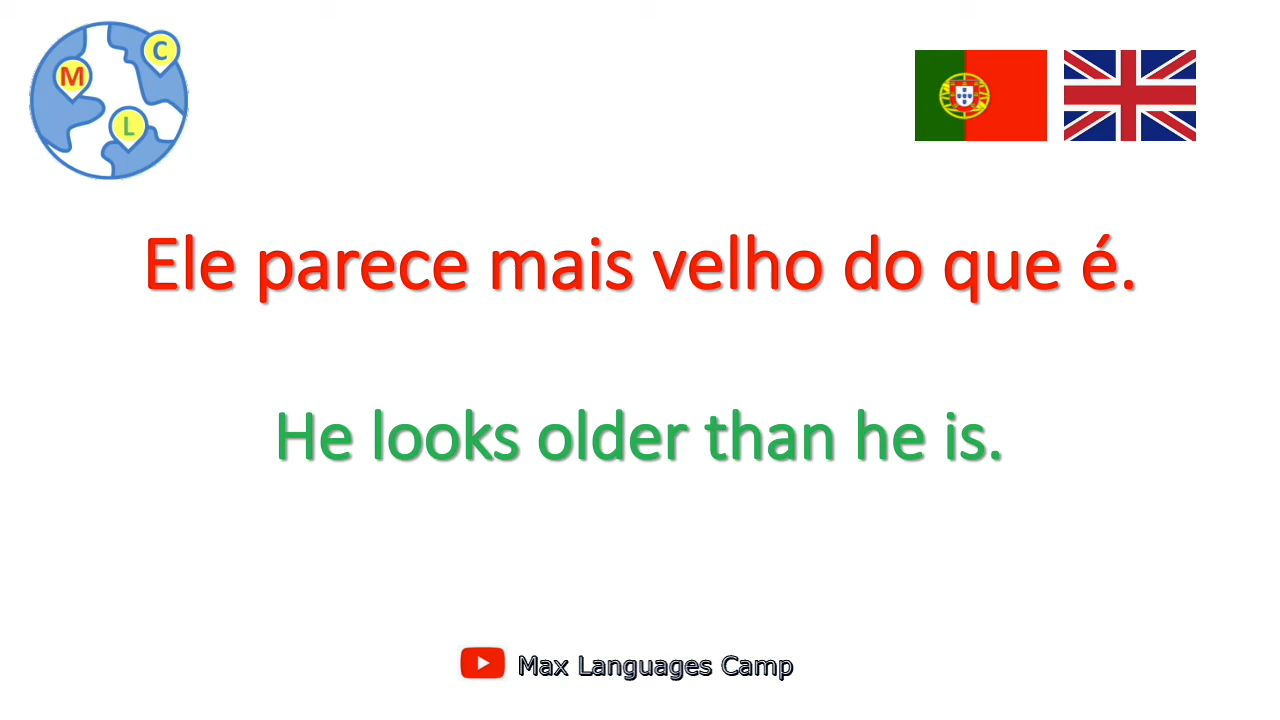 M
C
L
Ele parece mais velho do que é.
He looks older than he is.
Max Languages Camp